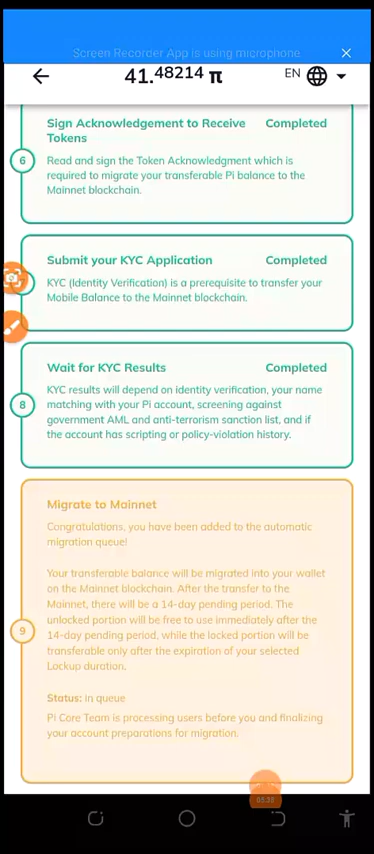 Screen Recorder App is using microphone.
41.48214 π
EN
Sign Acknowledgement to Receive Completed
Tokens
6
Read and sign the Token Acknowledgment which is
required to migrate your transferable Pi balance to the
Mainnet blockchain.
Submit your KYC Application Completed
KYC (Identity Verification) is a prerequisite to transfer your
Mobile Balance to the Mainnet blockchain.
Wait for KYC Results Completed
8
KYC results will depend on identity verification, your name
matching with your Pi account, screening against
government AML and anti-terrorism sanction list, and if
the account has scripting or policy-violation history.
Migrate to Mainnet
Congratulations, you have been added to the automatic
migration queue!
Your transferable balance will be migrated into your wallet
on the Mainnet blockchain. After the transfer to the
Mainnet, there will be a 14-day pending period. The
unlocked portion will be free to use immediately after the
9
14-day pending period, while the locked portion will be
transferable only after the expiration of your selected
Lockup duration.
Status: in queue
Pi Core Team is processing users before you and finalizing
your account preparations for migration.